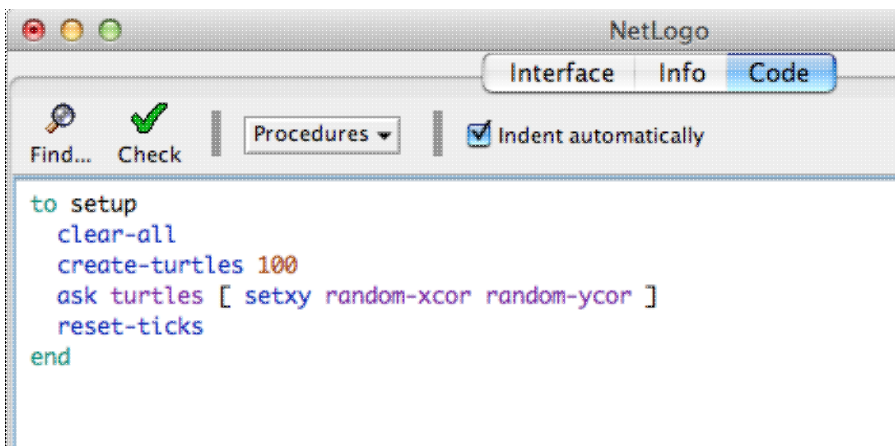 NetLogo
Interface Info Code
Find... Check Procedures Indent automatically
to setup
  clear-all
  create-turtles 100
  ask turtles [ setxy random-xcor random-ycor ]
  reset-ticks
end